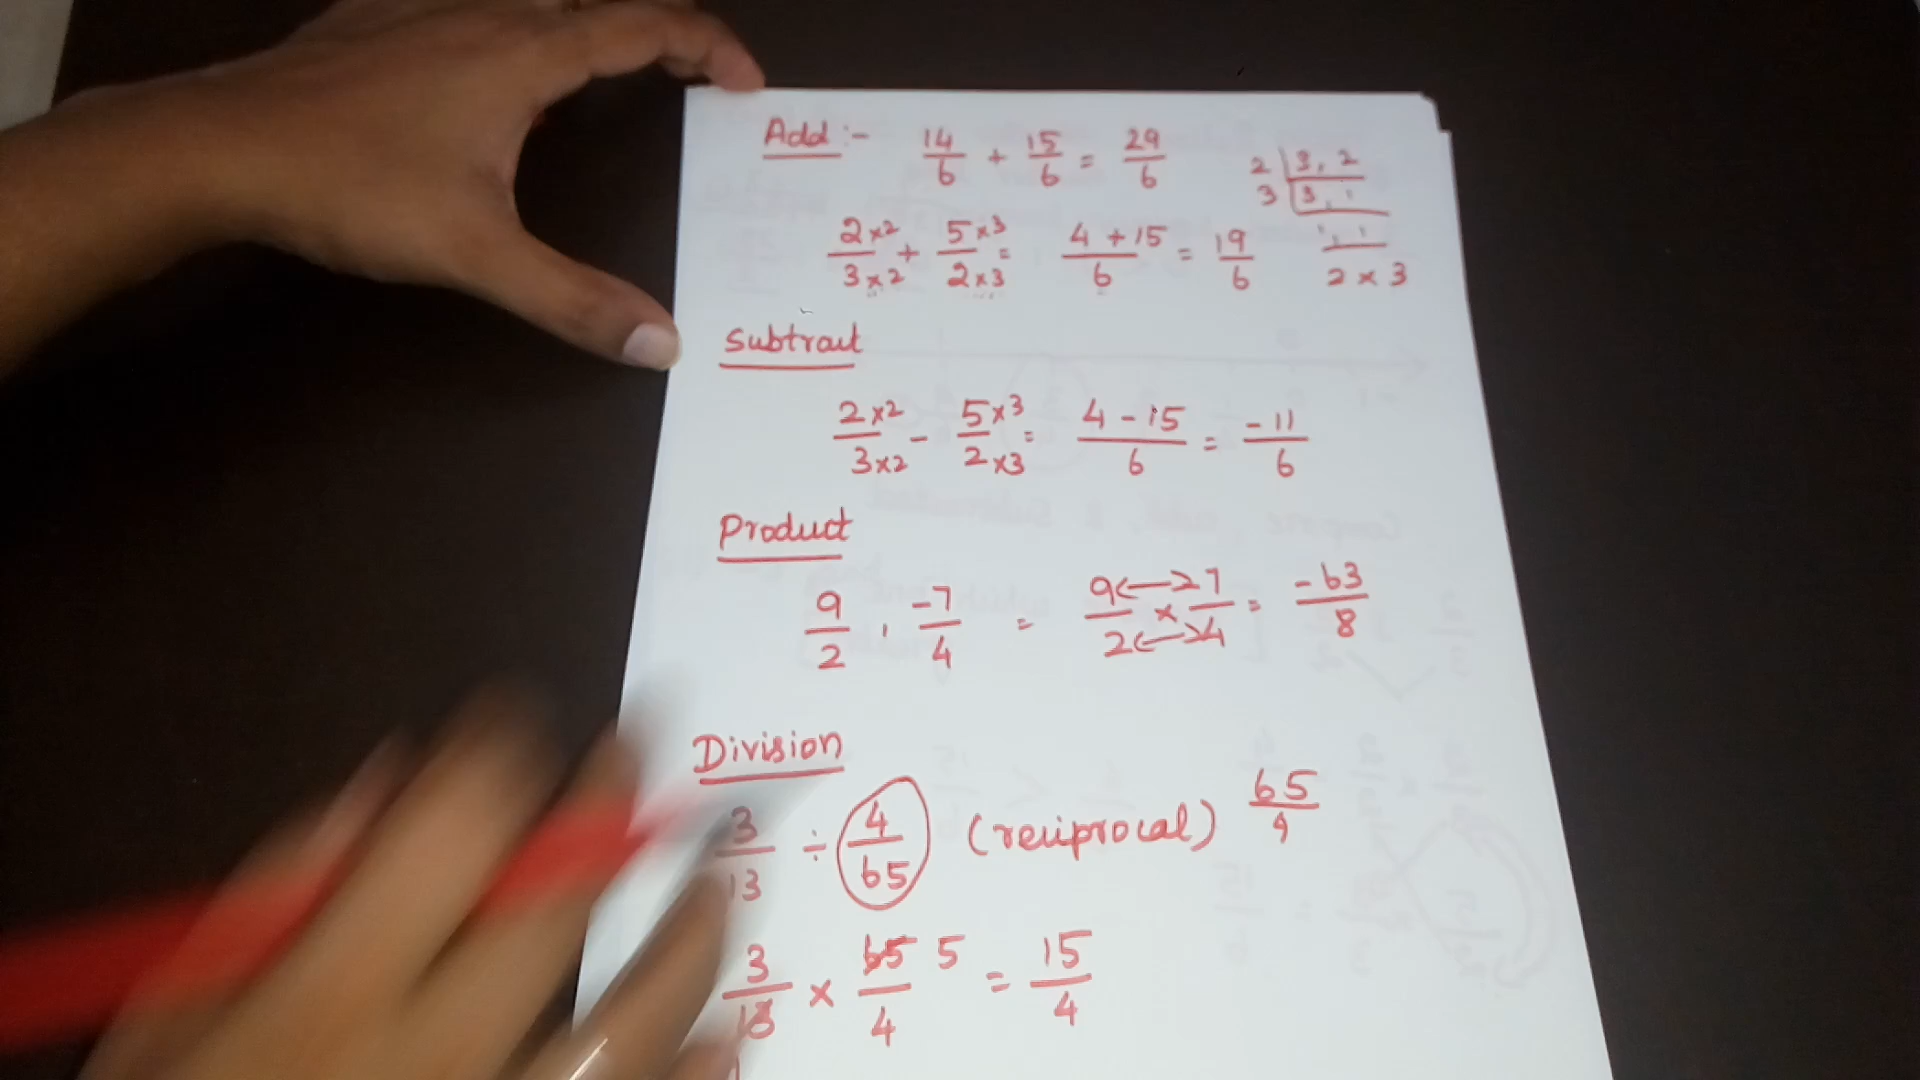 Add :- 14/6 + 15/6 = 29/6
2 | 3, 2
3 | 3, 1
1, 1
2 × 3
2×2/3×2 + 5×3/2×3 = 4+15/6 = 19/6
Subtract
2×2/3×2 - 5×3/2×3 = 4-15/6 = -11/6
Product
9/2 . -7/4 = 9/2 × 7/4 = -63/8
Division
3/13 ÷ 4/65 (reciprocal) 65/4
3/13 × 65/4 5 = 15/4
1